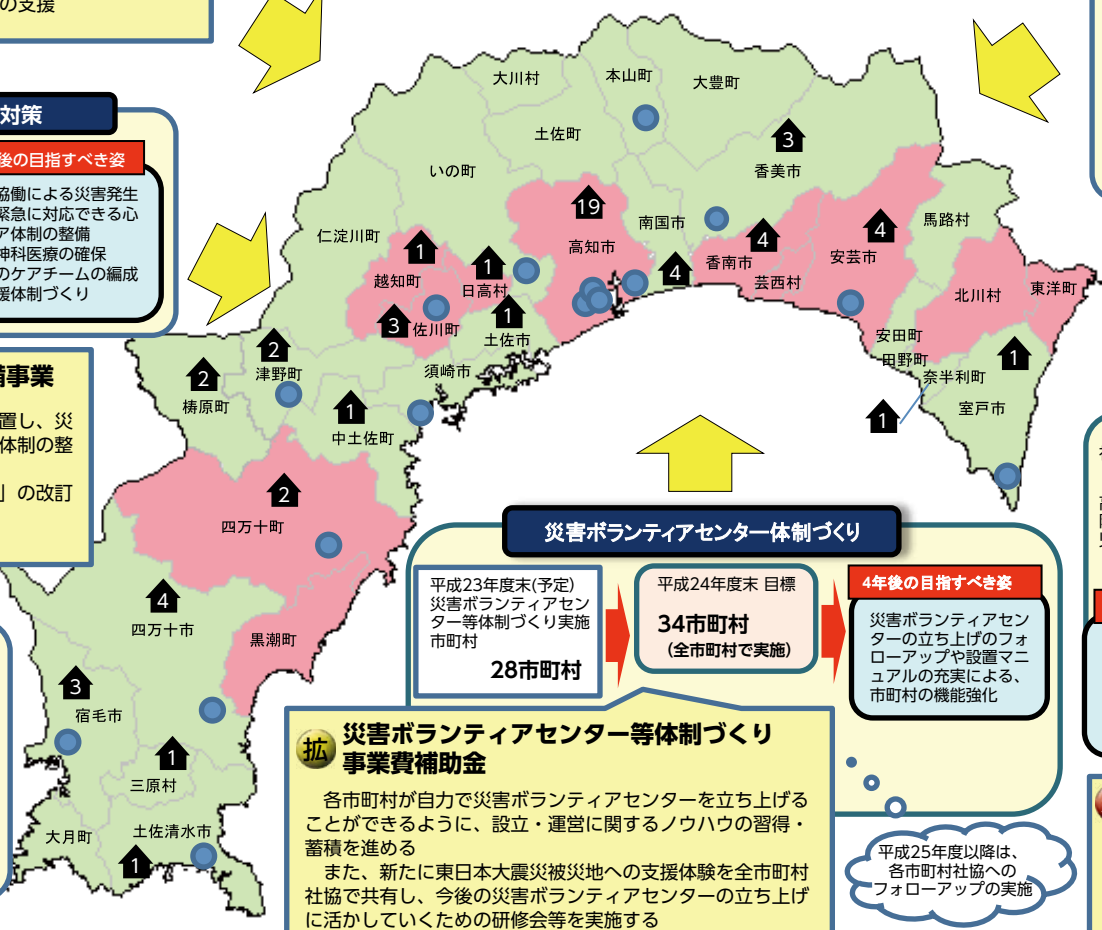 の支援
対策
後の目指すべき姿
協働による災害発生
緊急に対応できる心
ア体制の整備
神科医療の確保
のケアチームの編成
援体制づくり
備事業
置し、災
体制の整
」の改訂
大川村
本山町
大豊町
土佐町
いの町
3
香美市
仁淀川町
19
高知市
南国市
4
4
香南市
芸西村
4
安芸市
馬路村
北川村
東洋町
1
越知町
1
日高村
3
佐川町
1
土佐市
須崎市
安田町
田野町
奈半利町
1
室戸市
1
2
津野町
2
梼原町
1
中土佐町
2
四万十町
4
四万十市
黒潮町
3
宿毛市
1
三原村
大月町
土佐清水市
1
災害ボランティアセンター体制づくり
平成23年度末(予定)
災害ボランティアセン
ター等体制づくり実施
市町村
28市町村
平成24年度末 目標
34市町村
(全市町村で実施)
4年後の目指すべき姿
災害ボランティアセン
ターの立ち上げのフォ
ローアップや設置マニ
ュアルの充実による、
市町村の機能強化
拡
災害ボランティアセンター等体制づくり
事業費補助金
各市町村が自力で災害ボランティアセンターを立ち上げる
ことができるように、設立・運営に関するノウハウの習得・
蓄積を進める
また、新たに東日本大震災被災地への支援体験を全市町村
社協で共有し、今後の災害ボランティアセンターの立ち上げ
に活かしていくための研修会等を実施する
平成25年度以降は、
各市町村社協への
フォローアップの実施